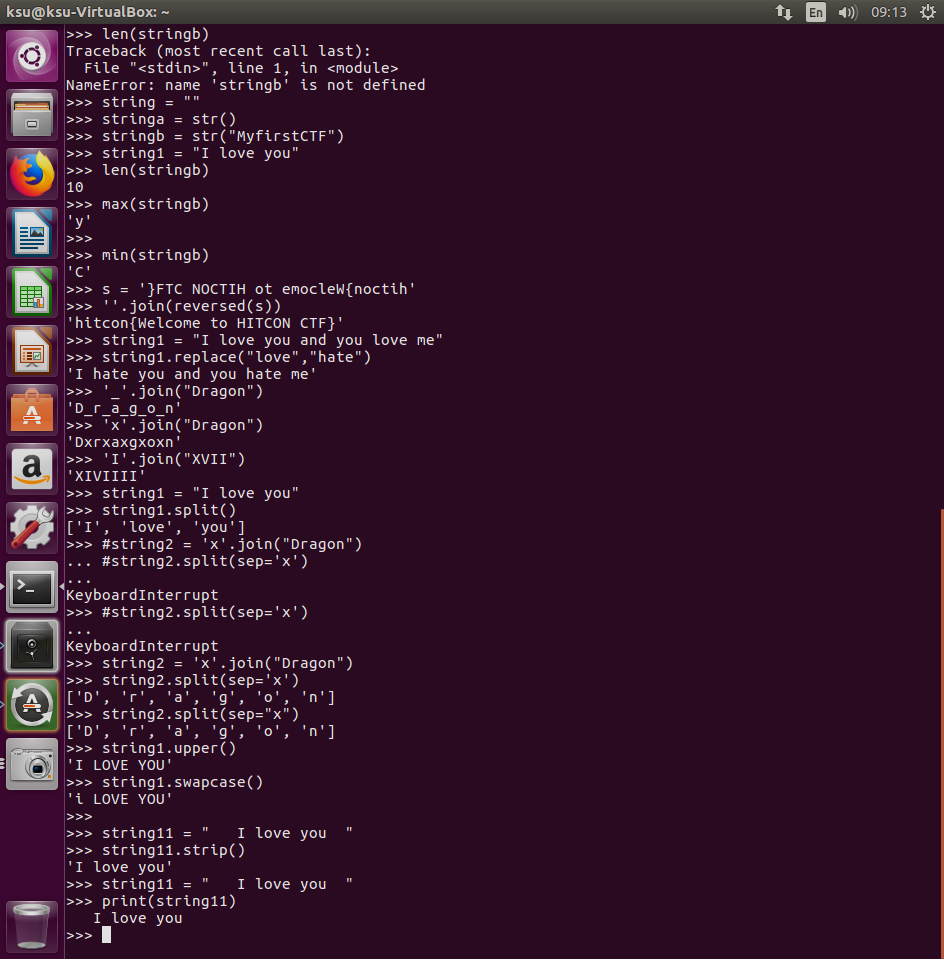 ksu@ksu-VirtualBox: ~
En
09:13
>>> len(stringb)
Traceback (most recent call last):
  File "<stdin>", line 1, in <module>
NameError: name 'stringb' is not defined
>>> string = ""
>>> stringa = str()
>>> stringb = str("MyfirstCTF")
>>> string1 = "I love you"
>>> len(stringb)
10
>>> max(stringb)
'y'
>>>
>>> min(stringb)
'C'
>>> s = '}FTC NOCTIH ot emocleW{noctih'
>>> ''.join(reversed(s))
'hitcon{Welcome to HITCON CTF}'
>>> string1 = "I love you and you love me"
>>> string1.replace("love","hate")
'I hate you and you hate me'
>>> '_'.join("Dragon")
'D_r_a_g_o_n'
>>> 'x'.join("Dragon")
'Dxrxaxgxoxn'
>>> 'I'.join("XVII")
'XIVIIII'
>>> string1 = "I love you"
>>> string1.split()
['I', 'love', 'you']
>>> #string2 = 'x'.join("Dragon")
... #string2.split(sep='x')
...
KeyboardInterrupt
>>> #string2.split(sep='x')
...
KeyboardInterrupt
>>> string2 = 'x'.join("Dragon")
>>> string2.split(sep='x')
['D', 'r', 'a', 'g', 'o', 'n']
>>> string2.split(sep="x")
['D', 'r', 'a', 'g', 'o', 'n']
>>> string1.upper()
'I LOVE YOU'
>>> string1.swapcase()
'i LOVE YOU'
>>>
>>> string11 = "   I love you  "
>>> string11.strip()
'I love you'
>>> string11 = "   I love you  "
>>> print(string11)
   I love you
>>>